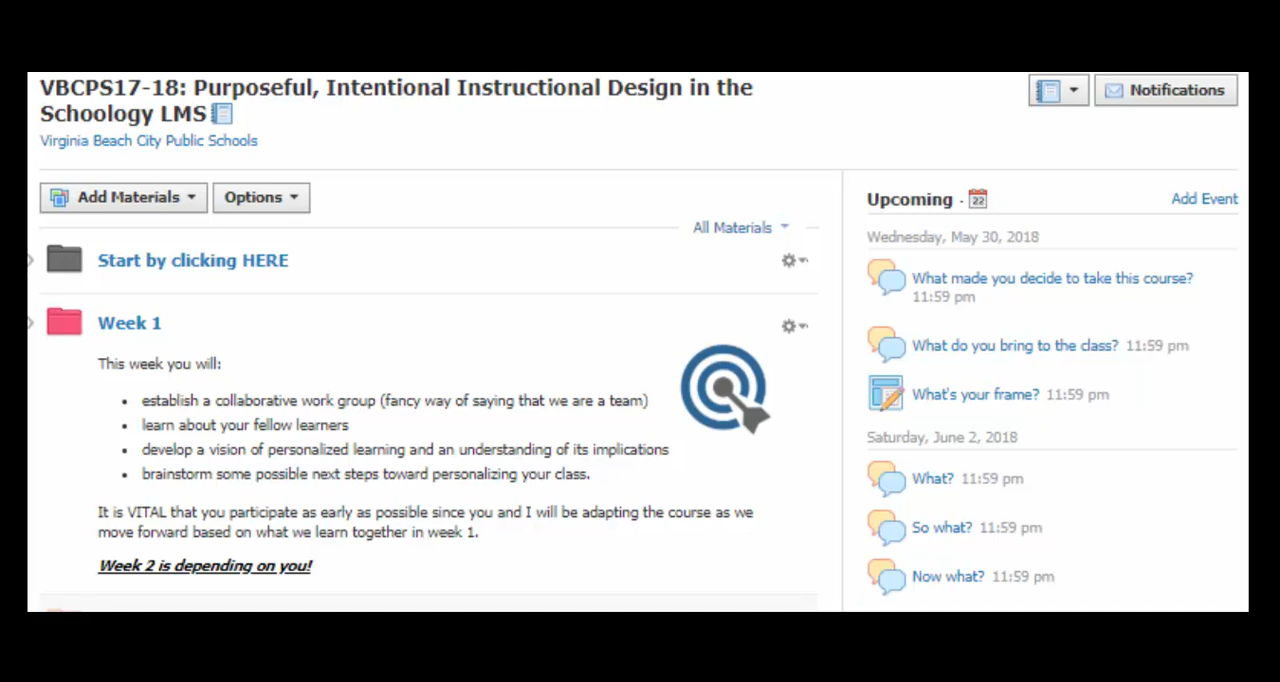 VBCPS17-18: Purposeful, Intentional Instructional Design in the
Schoology LMS
Virginia Beach City Public Schools
Notifications
Add Materials
Options
All Materials
Start by clicking HERE
Week 1
This week you will:
• establish a collaborative work group (fancy way of saying that we are a team)
• learn about your fellow learners
• develop a vision of personalized learning and an understanding of its implications
• brainstorm some possible next steps toward personalizing your class.
It is VITAL that you participate as early as possible since you and I will be adapting the course as we
move forward based on what we learn together in week 1.
Week 2 is depending on you!
Upcoming · 22
Add Event
Wednesday, May 30, 2018
What made you decide to take this course?
11:59 pm
What do you bring to the class? 11:59 pm
What's your frame? 11:59 pm
Saturday, June 2, 2018
What? 11:59 pm
So what? 11:59 pm
Now what? 11:59 pm